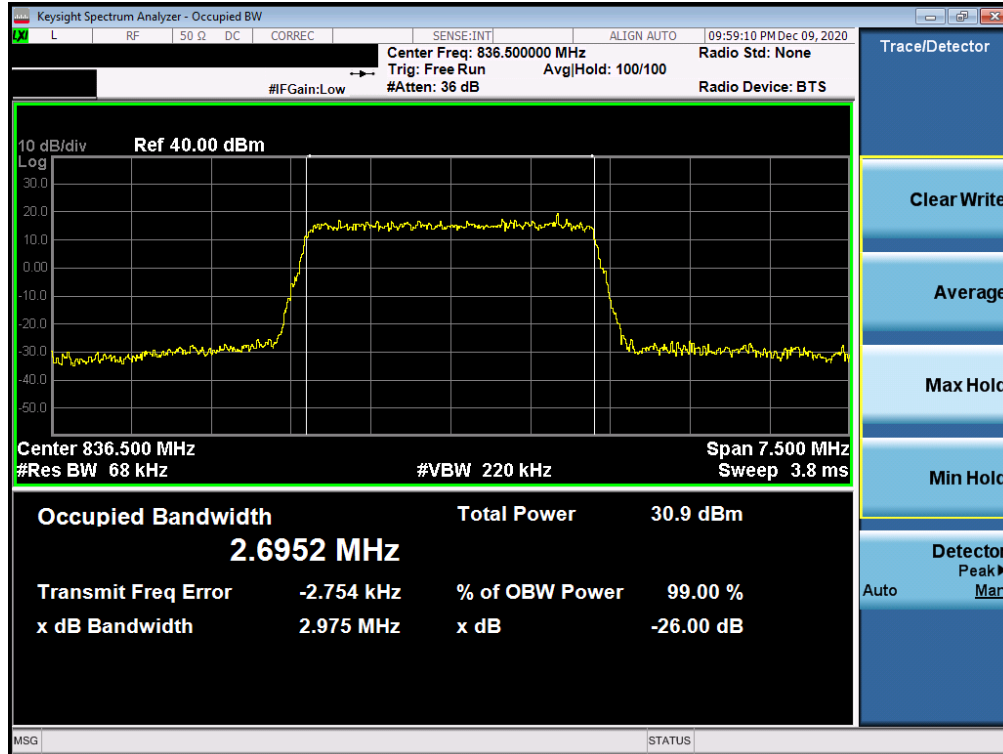 Keysight Spectrum Analyzer - Occupied BW
LXI L RF 50 Ω DC CORREC SENSE:INT ALIGN AUTO 09:59:10 PM Dec 09, 2020
Center Freq: 836.500000 MHz Radio Std: None
Trig: Free Run Avg|Hold: 100/100
#IFGain:Low #Atten: 36 dB Radio Device: BTS
10 dB/div Ref 40.00 dBm
Log
30.0
20.0
10.0
0.00
-10.0
-20.0
-30.0
-40.0
-50.0
Center 836.500 MHz Span 7.500 MHz
#Res BW 68 kHz #VBW 220 kHz Sweep 3.8 ms
Occupied Bandwidth Total Power 30.9 dBm
2.6952 MHz
Transmit Freq Error -2.754 kHz % of OBW Power 99.00 %
x dB Bandwidth 2.975 MHz x dB -26.00 dB
MSG STATUS
Trace/Detector
Clear Write
Average
Max Hold
Min Hold
Detector
Peak▶
Auto Man